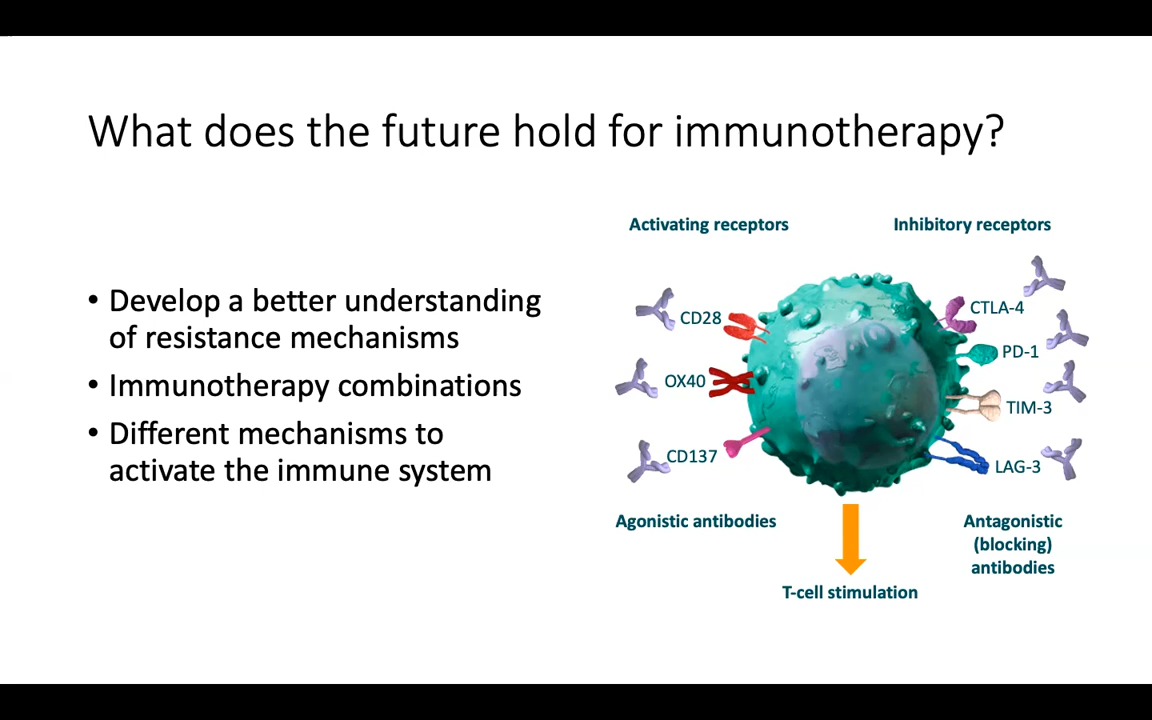 What does the future hold for immunotherapy?
• Develop a better understanding
of resistance mechanisms
• Immunotherapy combinations
• Different mechanisms to
activate the immune system
Activating receptors
Inhibitory receptors
CD28
OX40
CD137
CTLA-4
PD-1
TIM-3
LAG-3
Agonistic antibodies
Antagonistic
(blocking)
antibodies
T-cell stimulation